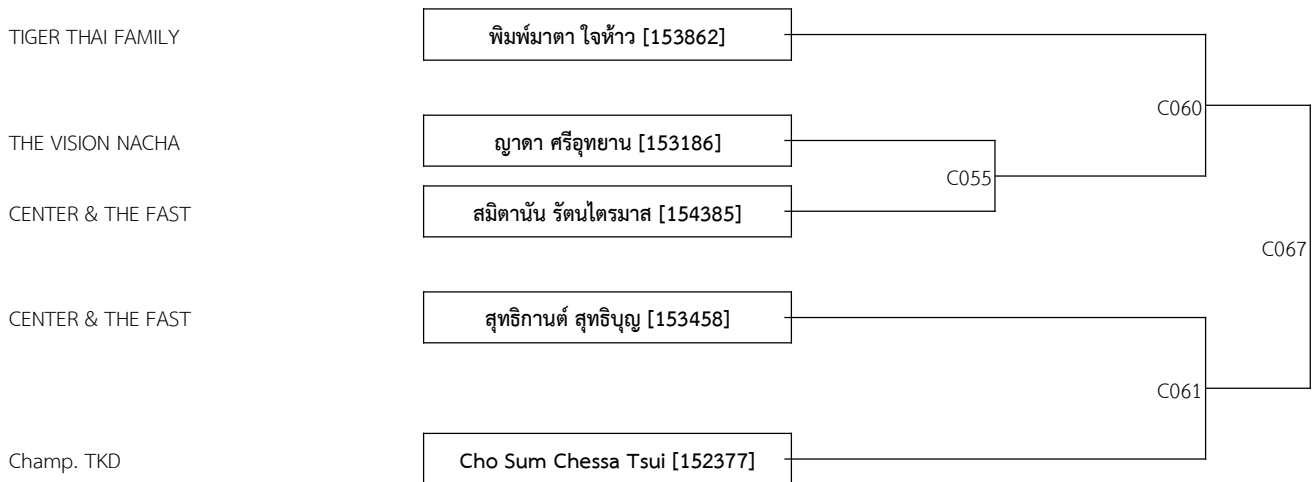 TIGER THAI FAMILY
พิมพ์มาตา ใจห้าว [153862]
C060
THE VISION NACHA
ญาดา ศรีอุทยาน [153186]
C055
CENTER & THE FAST
สมิตานัน รัตนไตรมาส [154385]
C067
CENTER & THE FAST
สุทธิกานต์ สุทธิบุญ [153458]
C061
Champ. TKD
Cho Sum Chessa Tsui [152377]